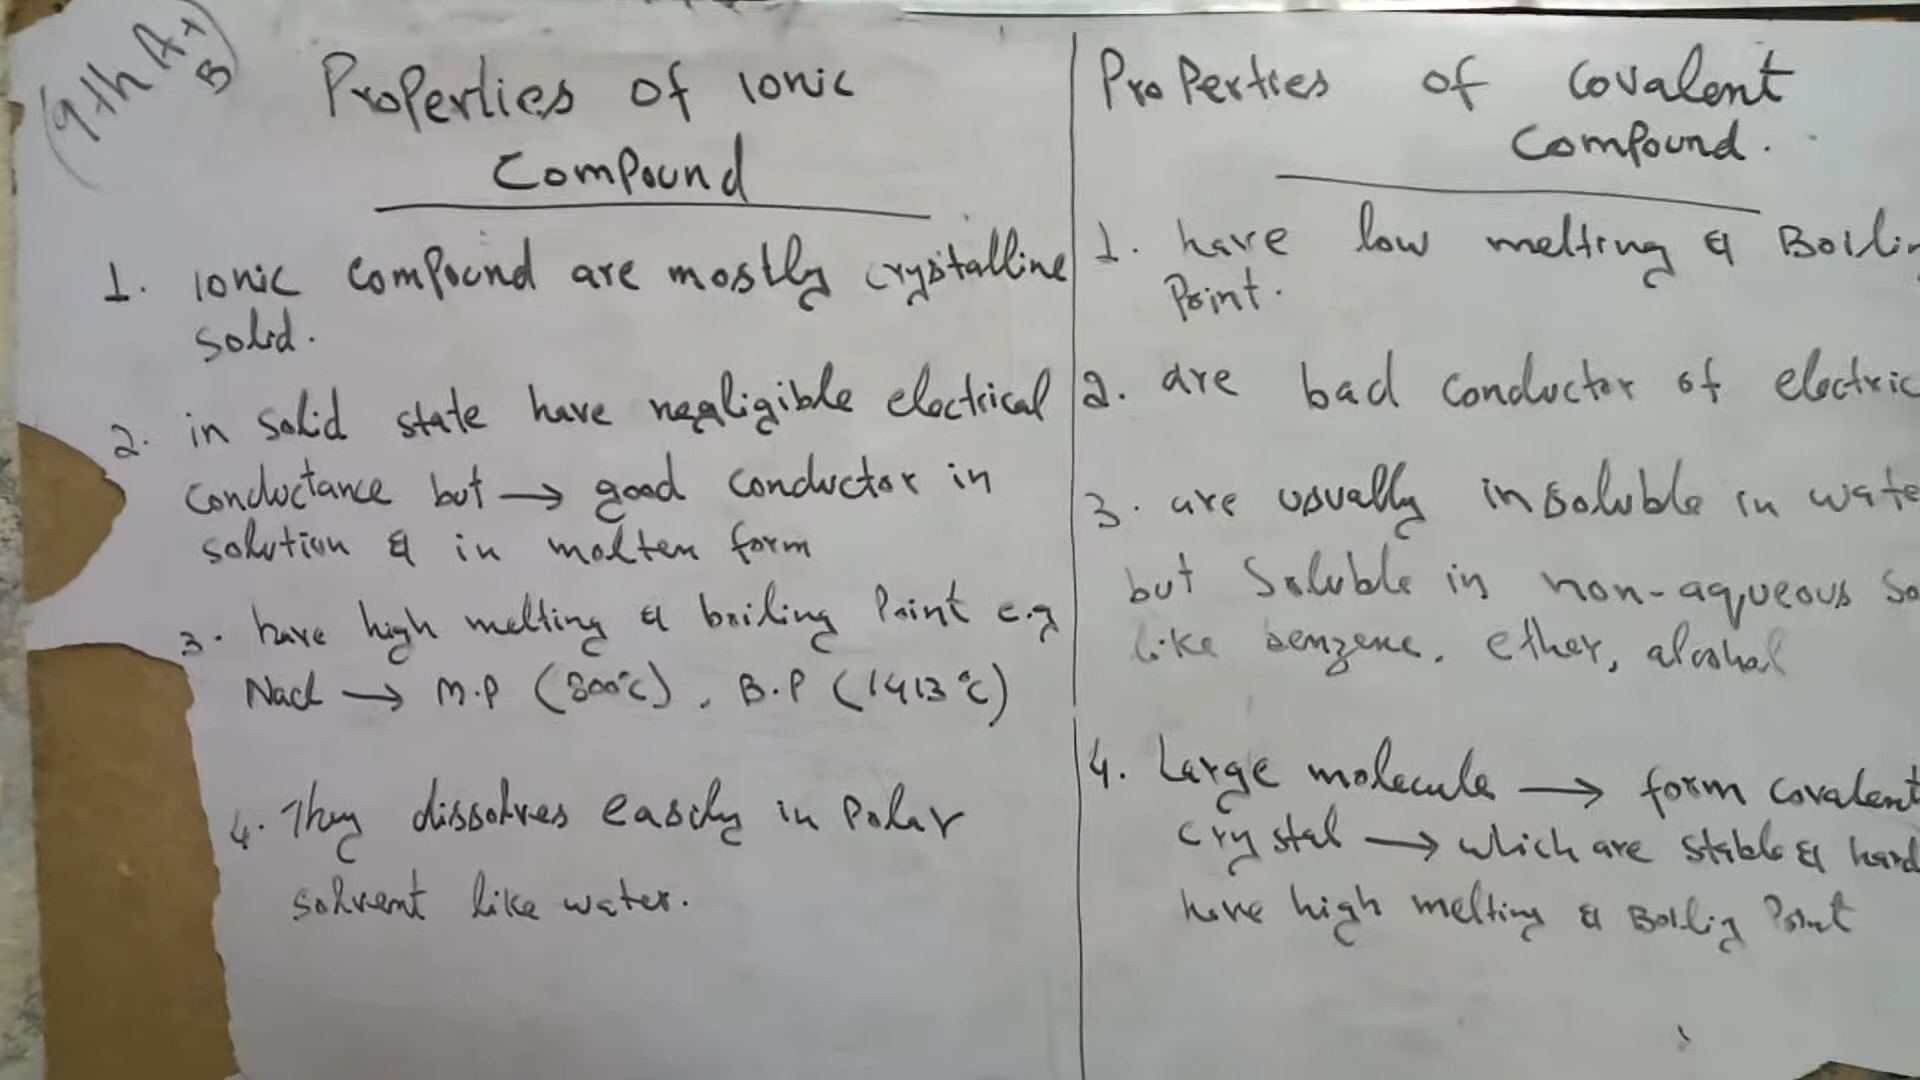 (9th A+
B)
Properties of ionic
Compound
1. ionic Compound are mostly crystalline
solid.
2. in solid state have negligible electrical
conductance but → good conductor in
solution & in molten form
3. have high melting & boiling Point e.g
Nacl → M.P (800°c), B.P (1413°c)
4. They dissolves easily in Polar
solvent like water.
Properties of Covalent
Compound.
1. have low melting & Boilin
Point.
2. are bad conductor of electric
3. are usually insoluble in wate
but Soluble in non-aqueous So
like benzene, ether, alcohal
4. Large molecule → form covalent
crystal → which are stable & hard
have high melting & Boilig Point